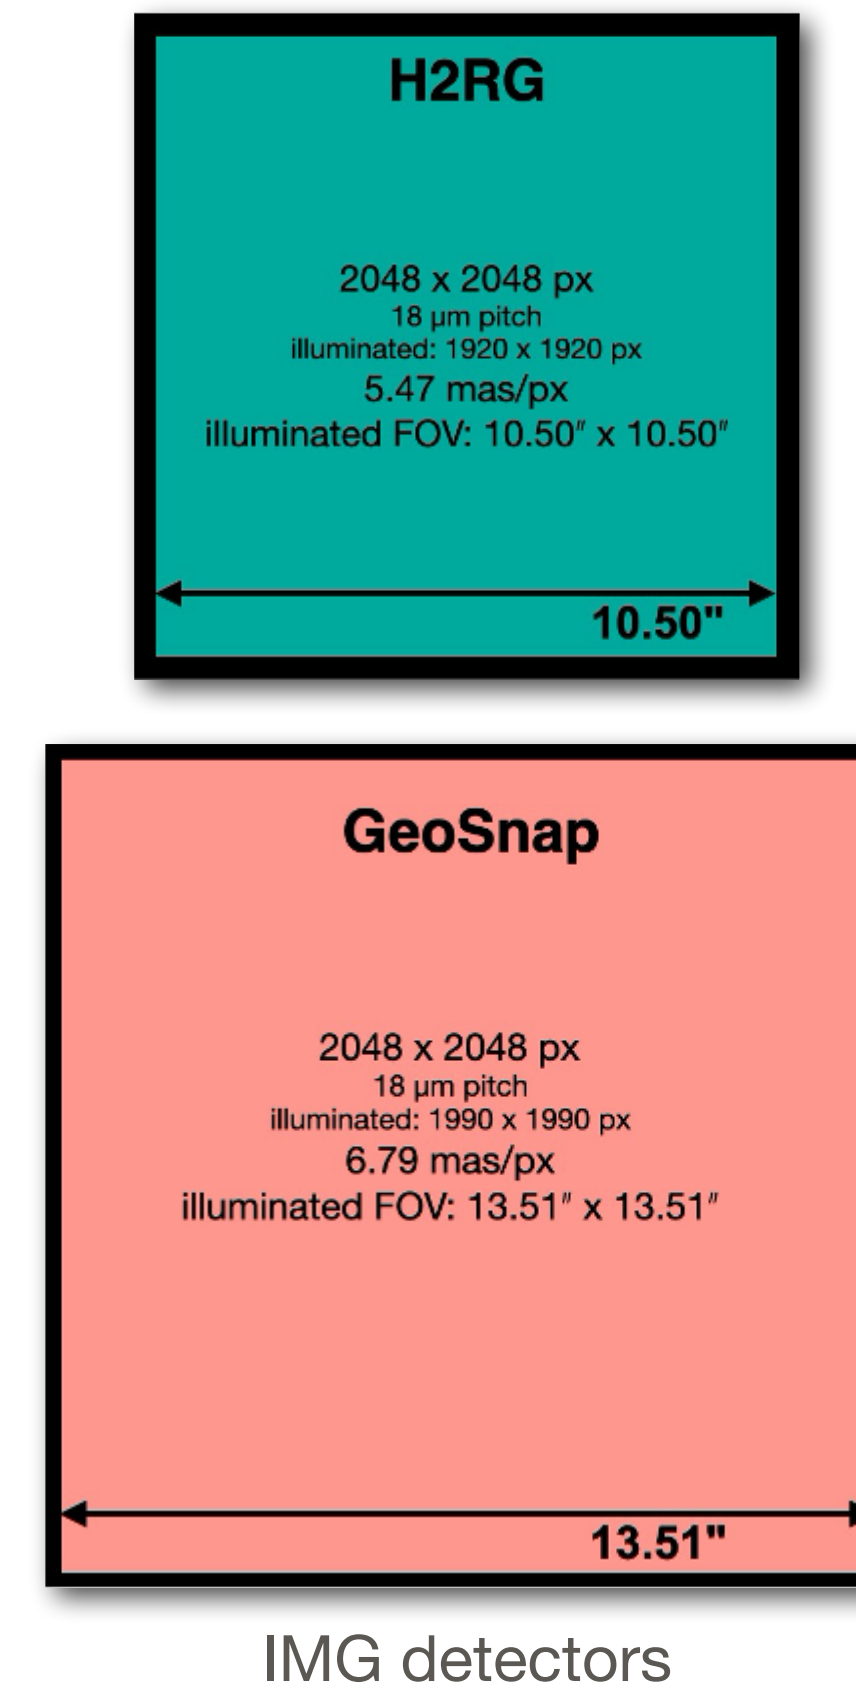 H2RG
2048 x 2048 px
18 µm pitch
illuminated: 1920 x 1920 px
5.47 mas/px
illuminated FOV: 10.50″ x 10.50″
10.50"
GeoSnap
2048 x 2048 px
18 µm pitch
illuminated: 1990 x 1990 px
6.79 mas/px
illuminated FOV: 13.51″ x 13.51″
13.51"
IMG detectors